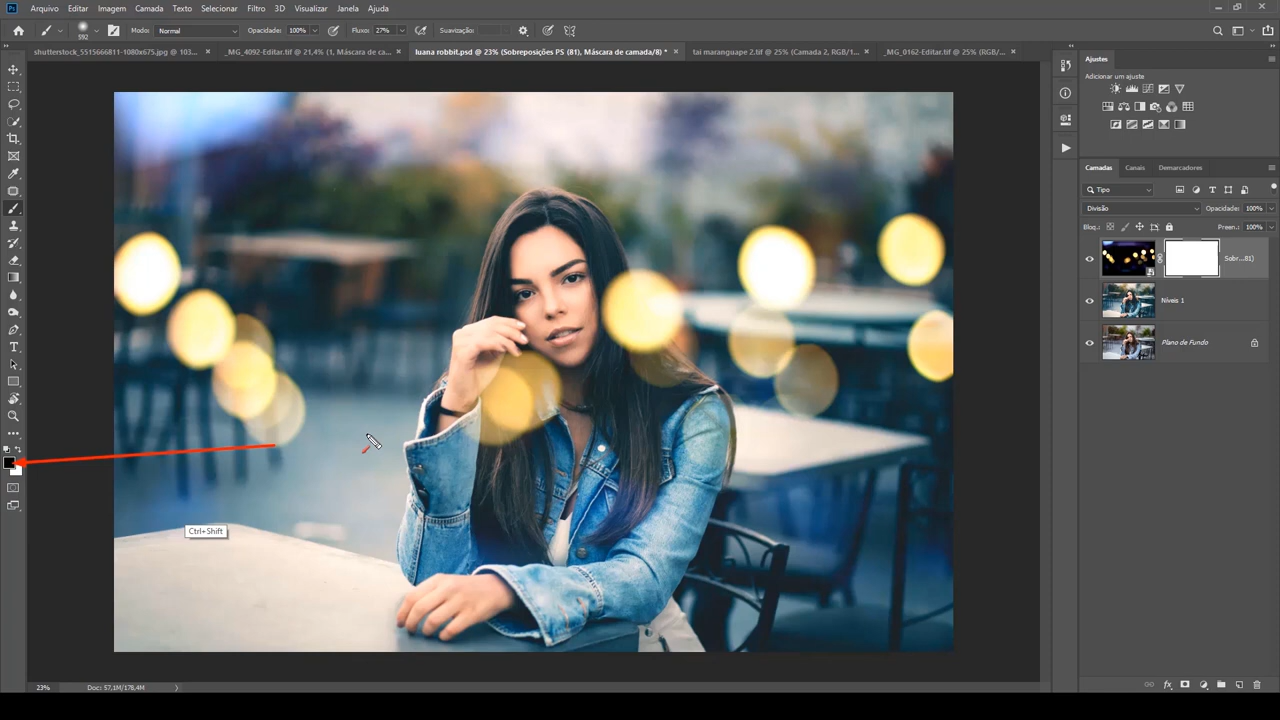 Arquivo Editar Imagem Camada Texto Selecionar Filtro 3D Visualizar Janela Ajuda
592 Modo: Normal Opacidade: 100% Fluxo: 27% Suavização:
shutterstock_5515666811-1080x675.jpg @ 103... × _MG_4092-Editar.tif @ 21,4% (1, Máscara de ca... × luana robbit.psd @ 23% (Sobreposições PS (81), Máscara de camada/8) * × tai maranguape 2.tif @ 25% (Camada 2, RGB/1... × _MG_0162-Editar.tif @ 25% (RGB/... ×
Ajustes
Adicionar um ajuste
Camadas Canais Demarcadores
Tipo
Divisão Opacidade: 100%
Bloq.: Preen.: 100%
Sobr...81)
Níveis 1
Plano de Fundo
Ctrl+Shift
23% Doc: 57,1M/178,4M